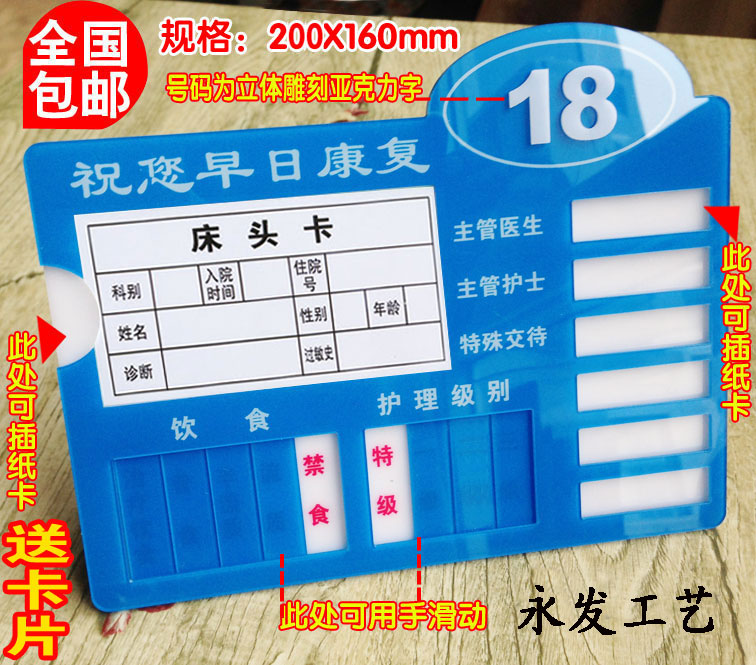 全国
包邮
规格：200X160mm
号码为立体雕刻亚克力字
18
祝您早日康复
床头卡
科别
入院时间
住院号
姓名
性别
年龄
诊断
过敏史
主管医生
主管护士
特殊交待
饮食
护理级别
禁食
特级
此处可插纸卡
此处可插纸卡
送卡片
此处可用手滑动
永发工艺